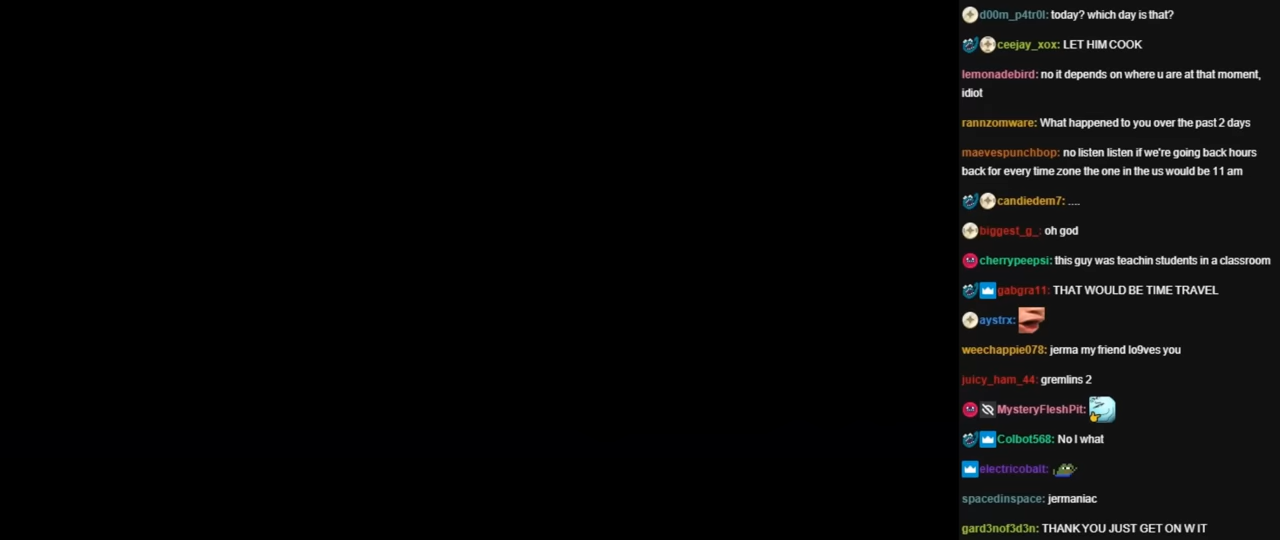 d00m_p4tr0l: today? which day is that?
ceejay_xox: LET HIM COOK
lemonadebird: no it depends on where u are at that moment,
idiot
rannzomware: What happened to you over the past 2 days
maevespunchbop: no listen listen if we're going back hours
back for every time zone the one in the us would be 11 am
candiedem7: ....
biggest_g_: oh god
cherrypeepsi: this guy was teachin students in a classroom
gabgra11: THAT WOULD BE TIME TRAVEL
aystrx:
weechappie078: jerma my friend lo9ves you
juicy_ham_44: gremlins 2
MysteryFleshPit:
Colbot568: No I what
electricobait:
spacedinspace: jermaniac
gard3nof3d3n: THANK YOU JUST GET ON W IT